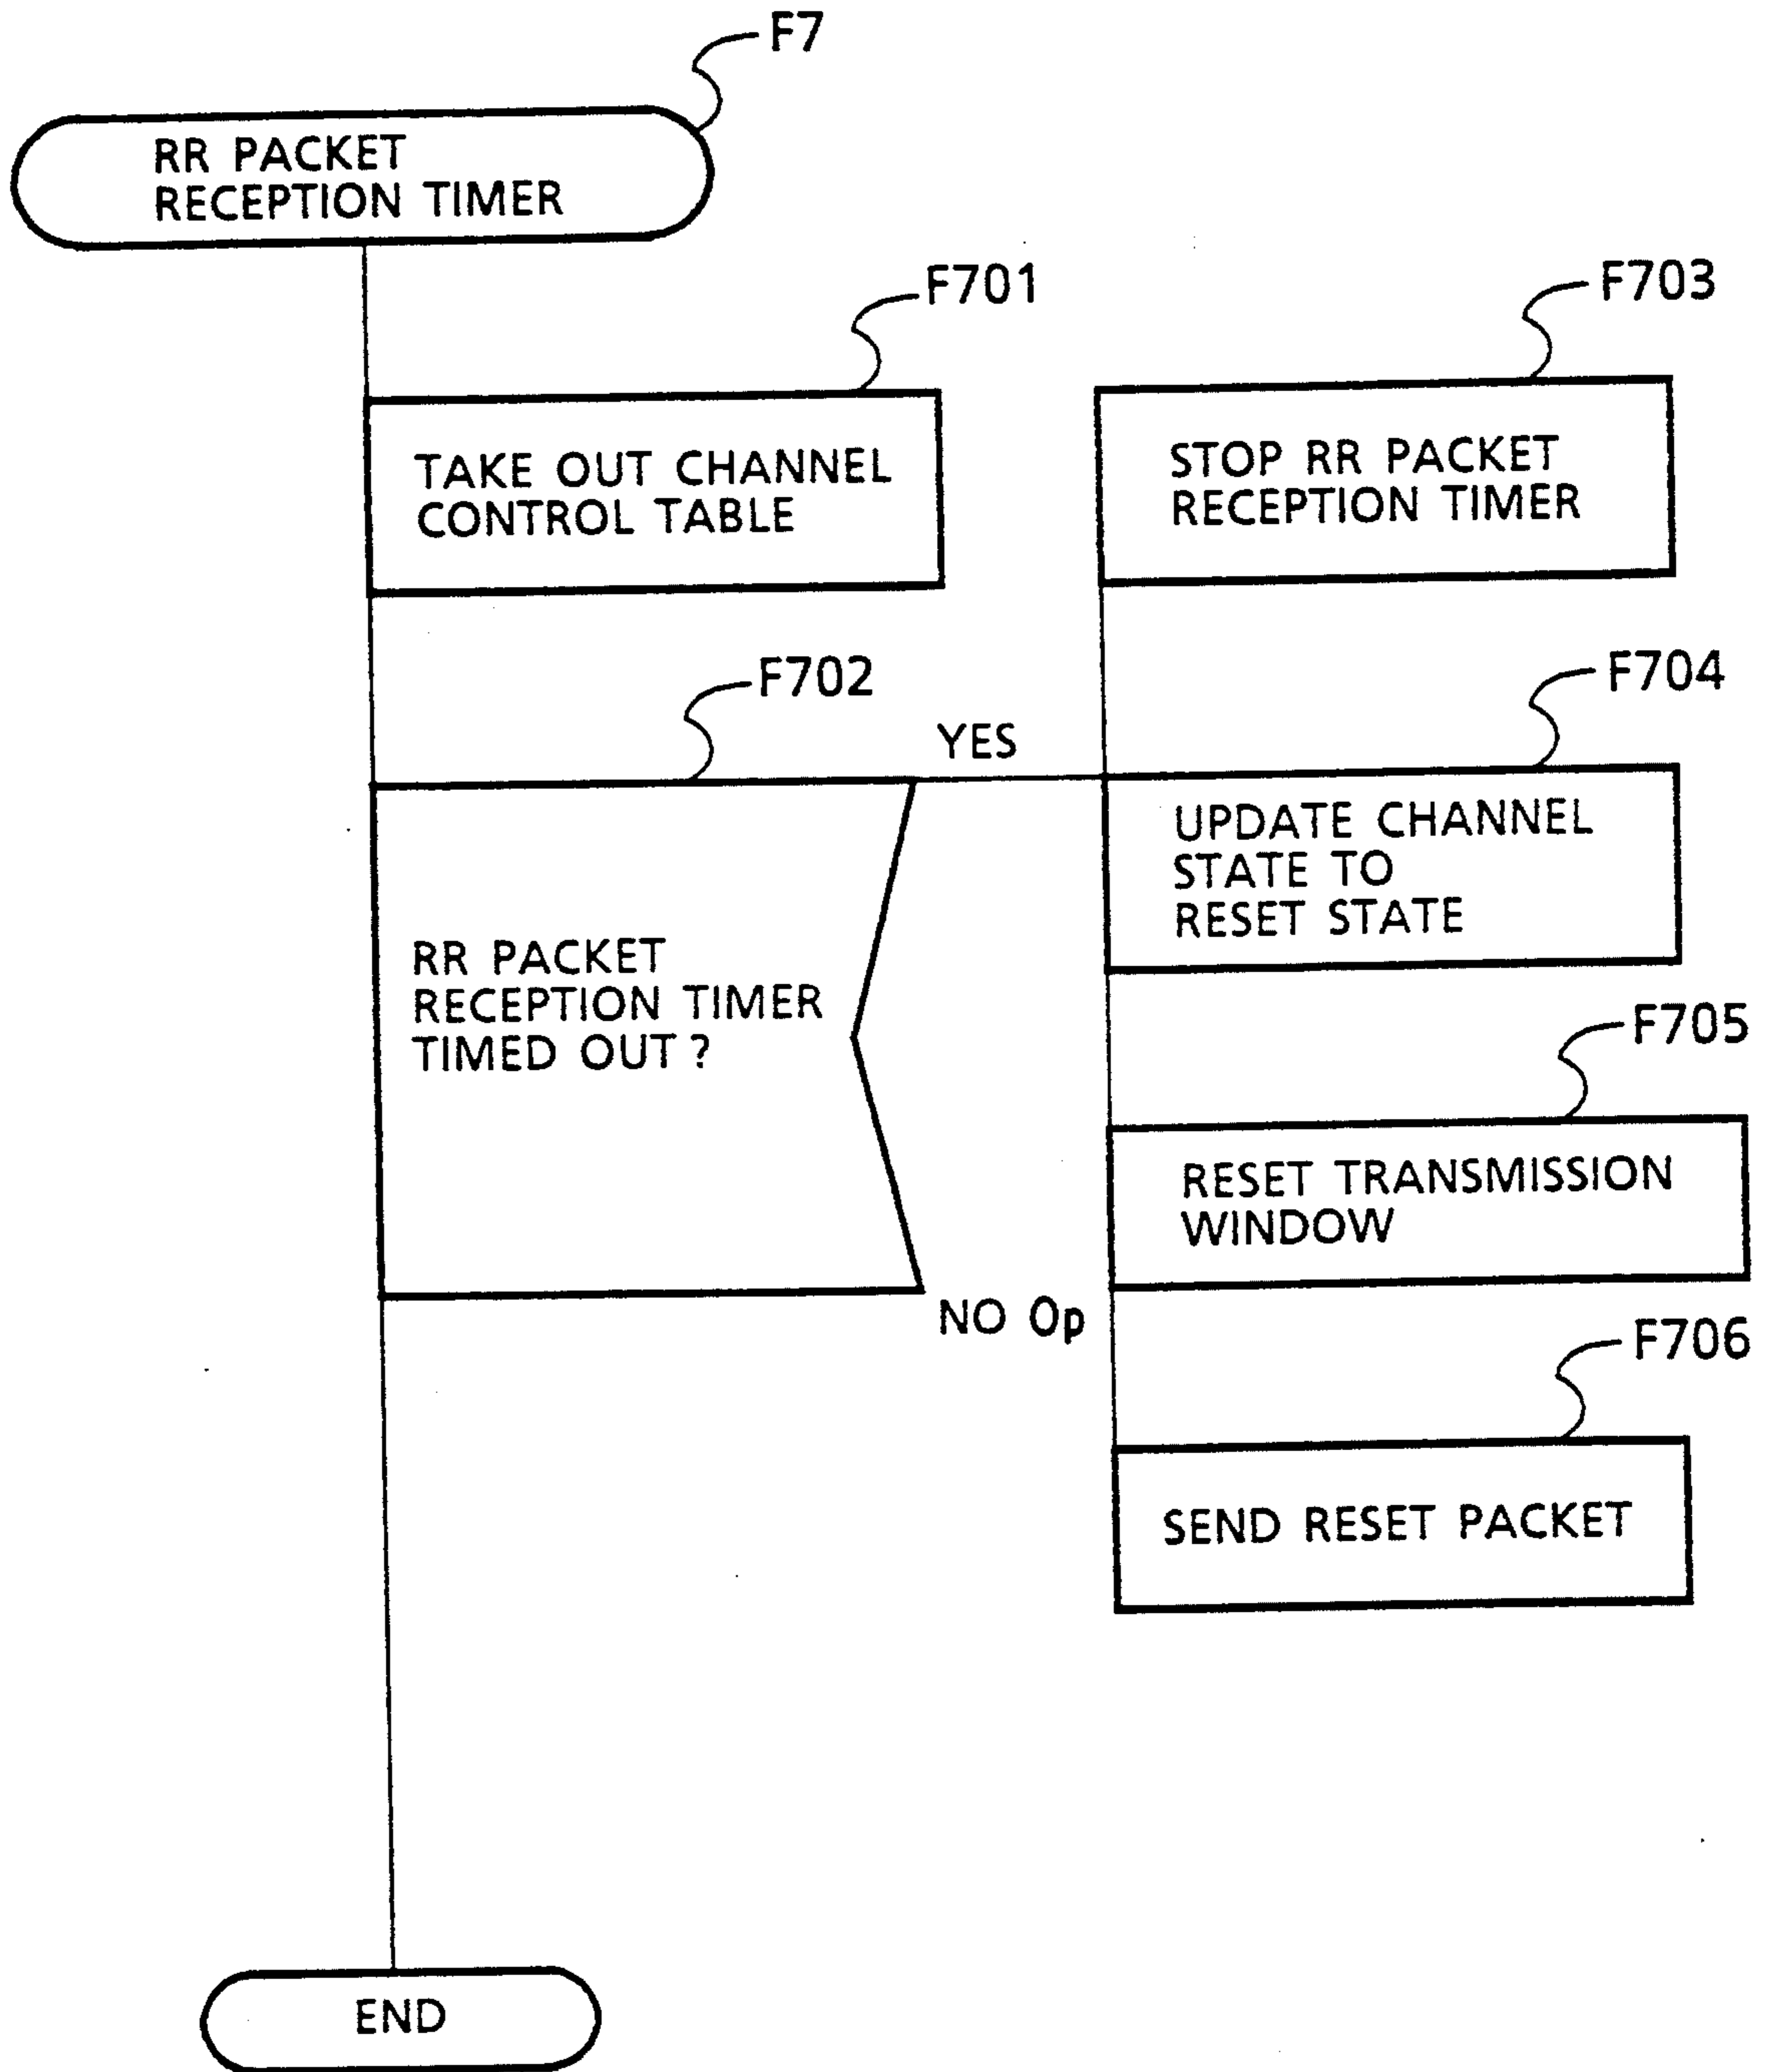 F7
RR PACKET
RECEPTION TIMER
F701
TAKE OUT CHANNEL
CONTROL TABLE
F702
RR PACKET
RECEPTION TIMER
TIMED OUT ?
YES
NO Op
F703
STOP RR PACKET
RECEPTION TIMER
F704
UPDATE CHANNEL
STATE TO
RESET STATE
F705
RESET TRANSMISSION
WINDOW
F706
SEND RESET PACKET
END